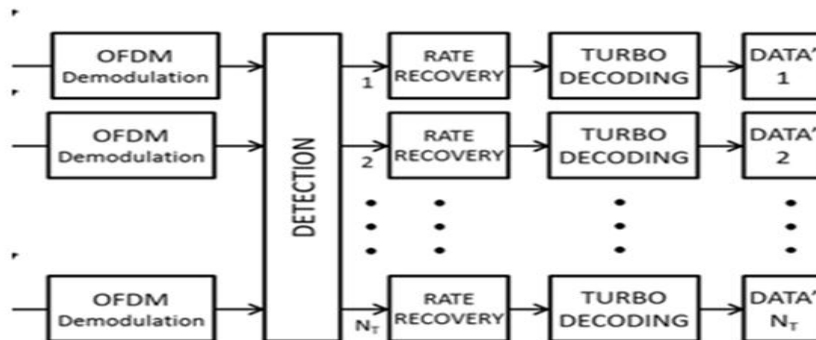 OFDM
Demodulation
DETECTION
1
RATE
RECOVERY
TURBO
DECODING
DATA'
1
OFDM
Demodulation
2
RATE
RECOVERY
TURBO
DECODING
DATA'
2
OFDM
Demodulation
N_T
RATE
RECOVERY
TURBO
DECODING
DATA'
N_T